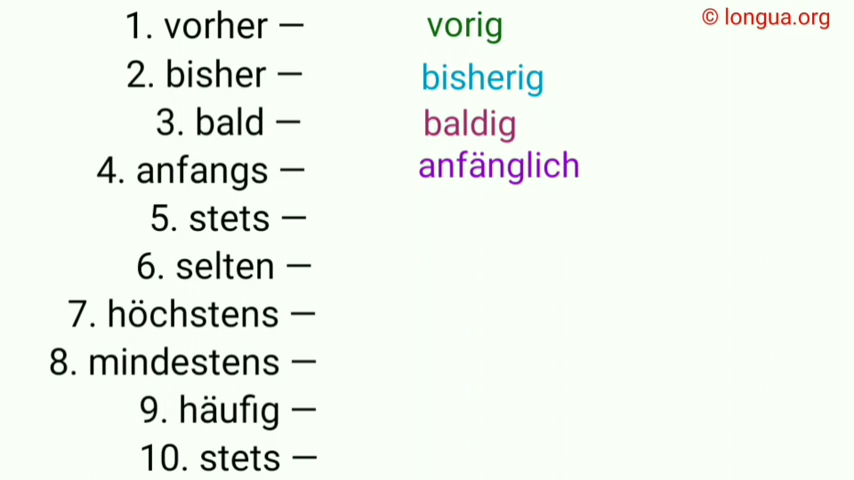 © longua.org
1. vorher – vorig
2. bisher – bisherig
3. bald – baldig
4. anfangs – anfänglich
5. stets –
6. selten –
7. höchstens –
8. mindestens –
9. häufig –
10. stets –